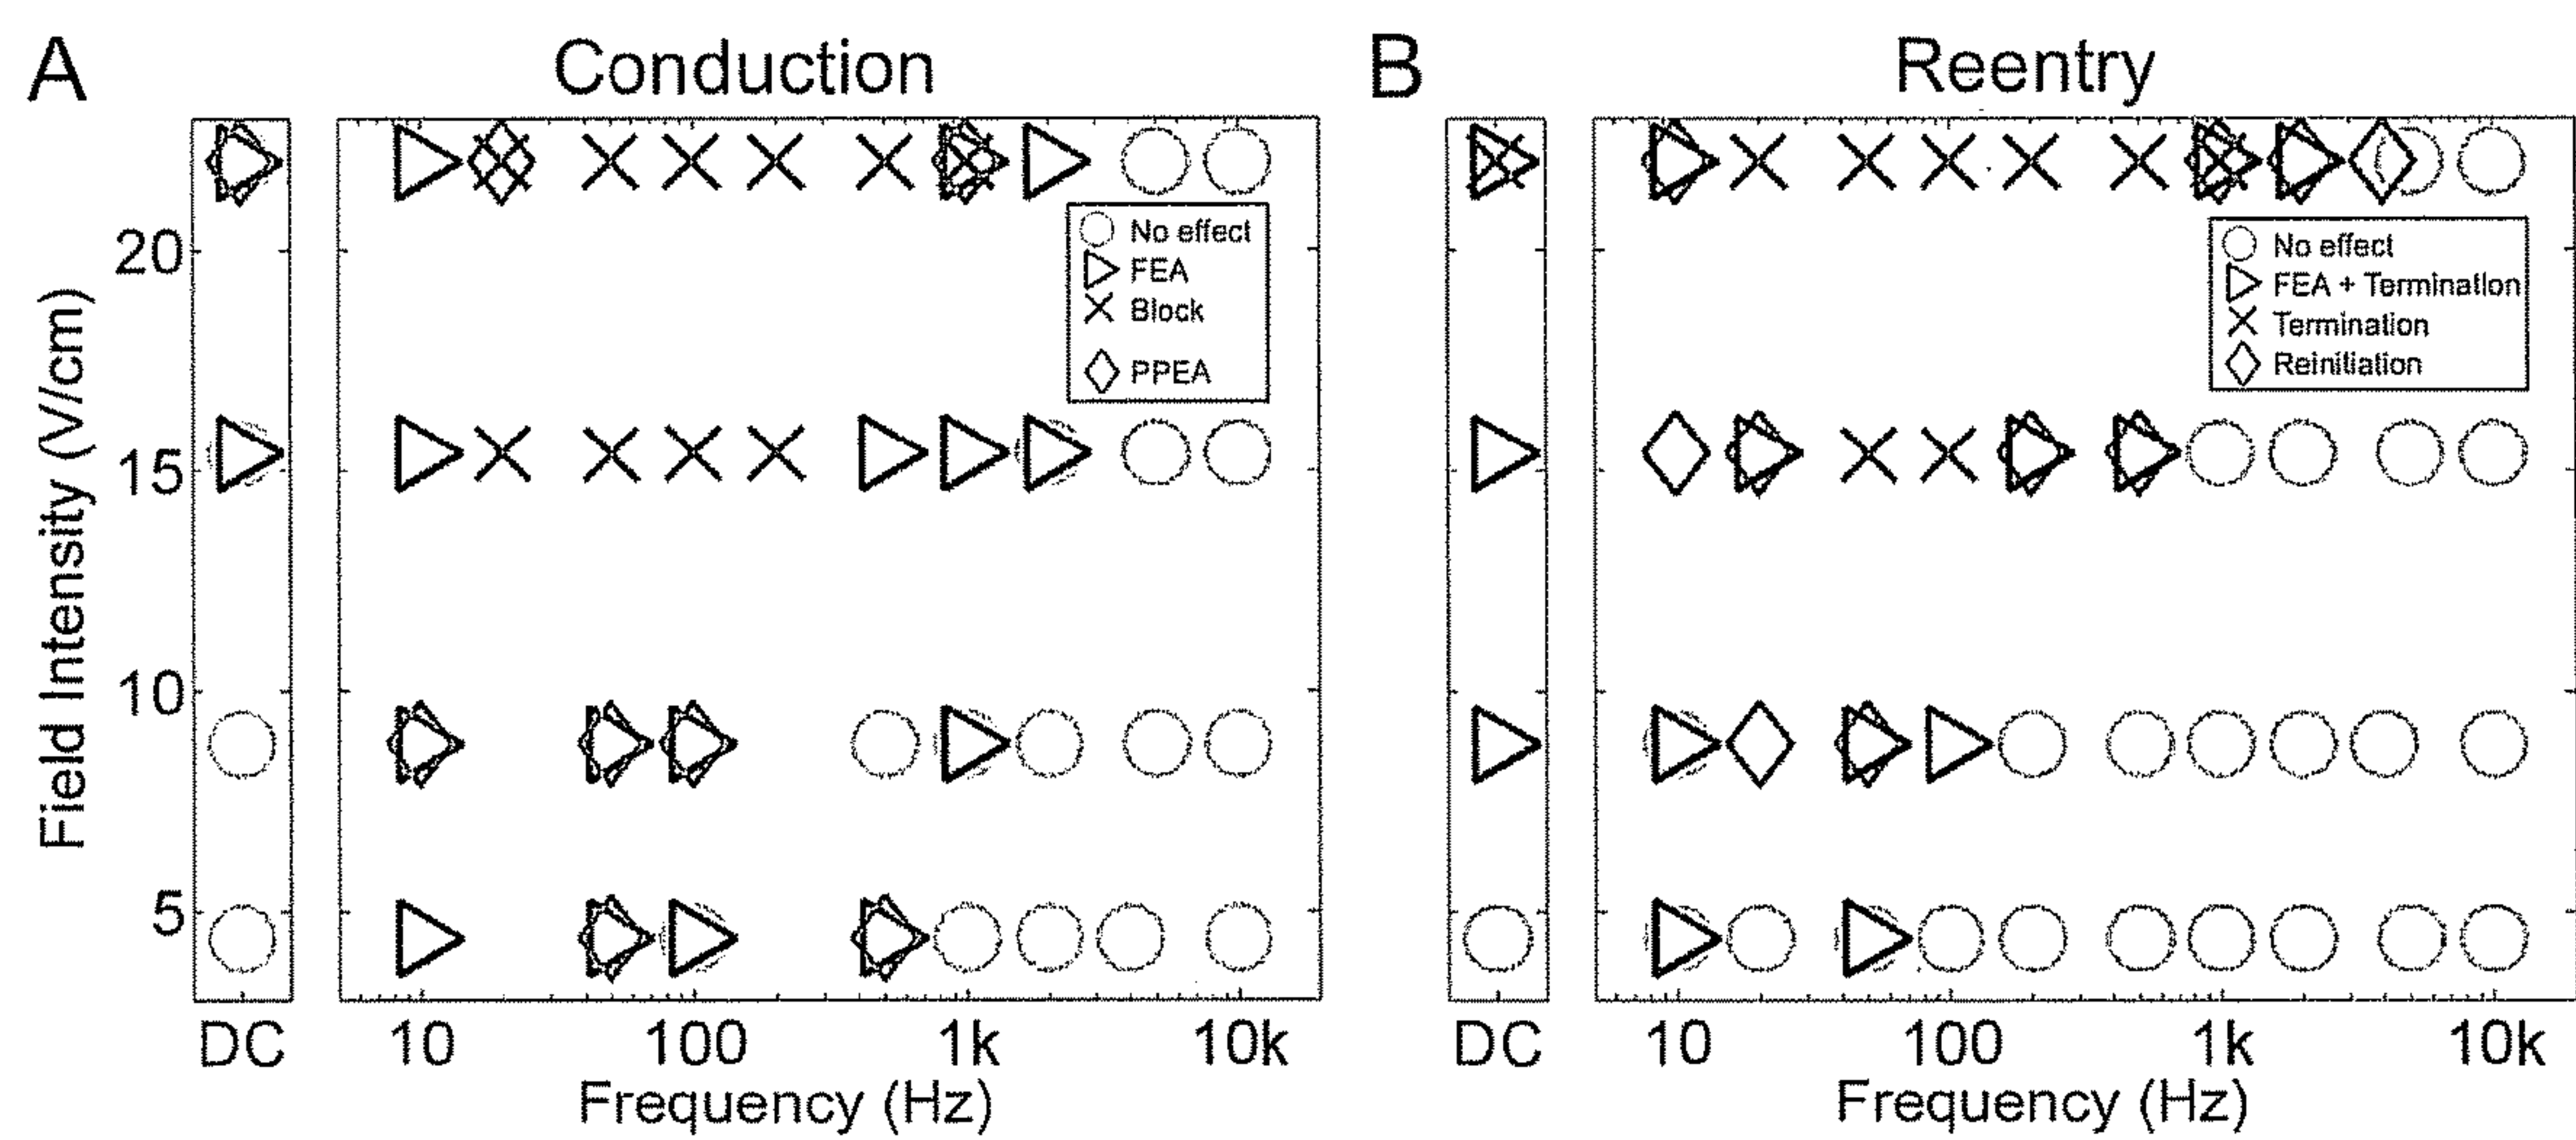 A
Conduction
20
15
10
5
Field Intensity (V/cm)
No effect
FEA
Block
PPEA
DC
10
100
1k
10k
Frequency (Hz)
B
Reentry
No effect
FEA + Termination
Termination
Reinitiation
DC
10
100
1k
10k
Frequency (Hz)